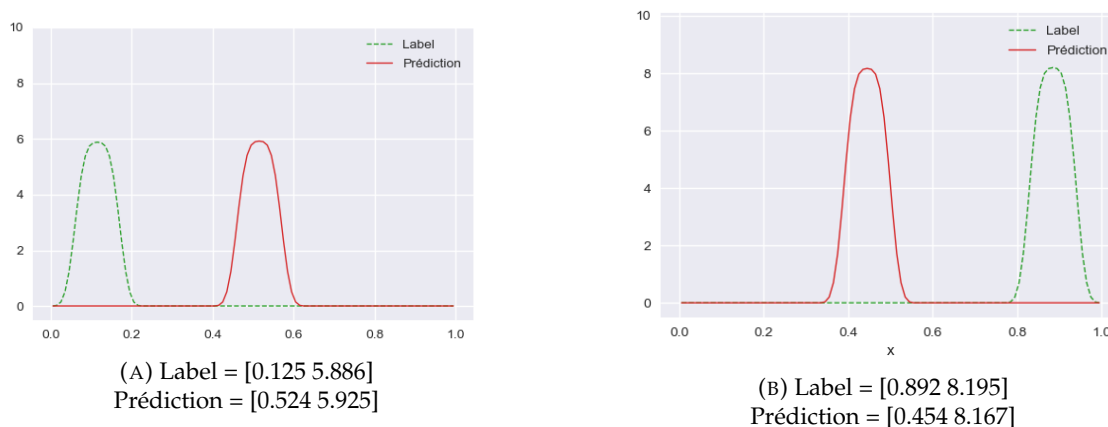 10
8
6
4
2
0
0.0 0.2 0.4 0.6 0.8 1.0
Label
Prédiction
(A) Label = [0.125 5.886]
Prédiction = [0.524 5.925]
10
8
6
4
2
0
0.0 0.2 0.4 0.6 0.8 1.0
x
Label
Prédiction
(B) Label = [0.892 8.195]
Prédiction = [0.454 8.167]